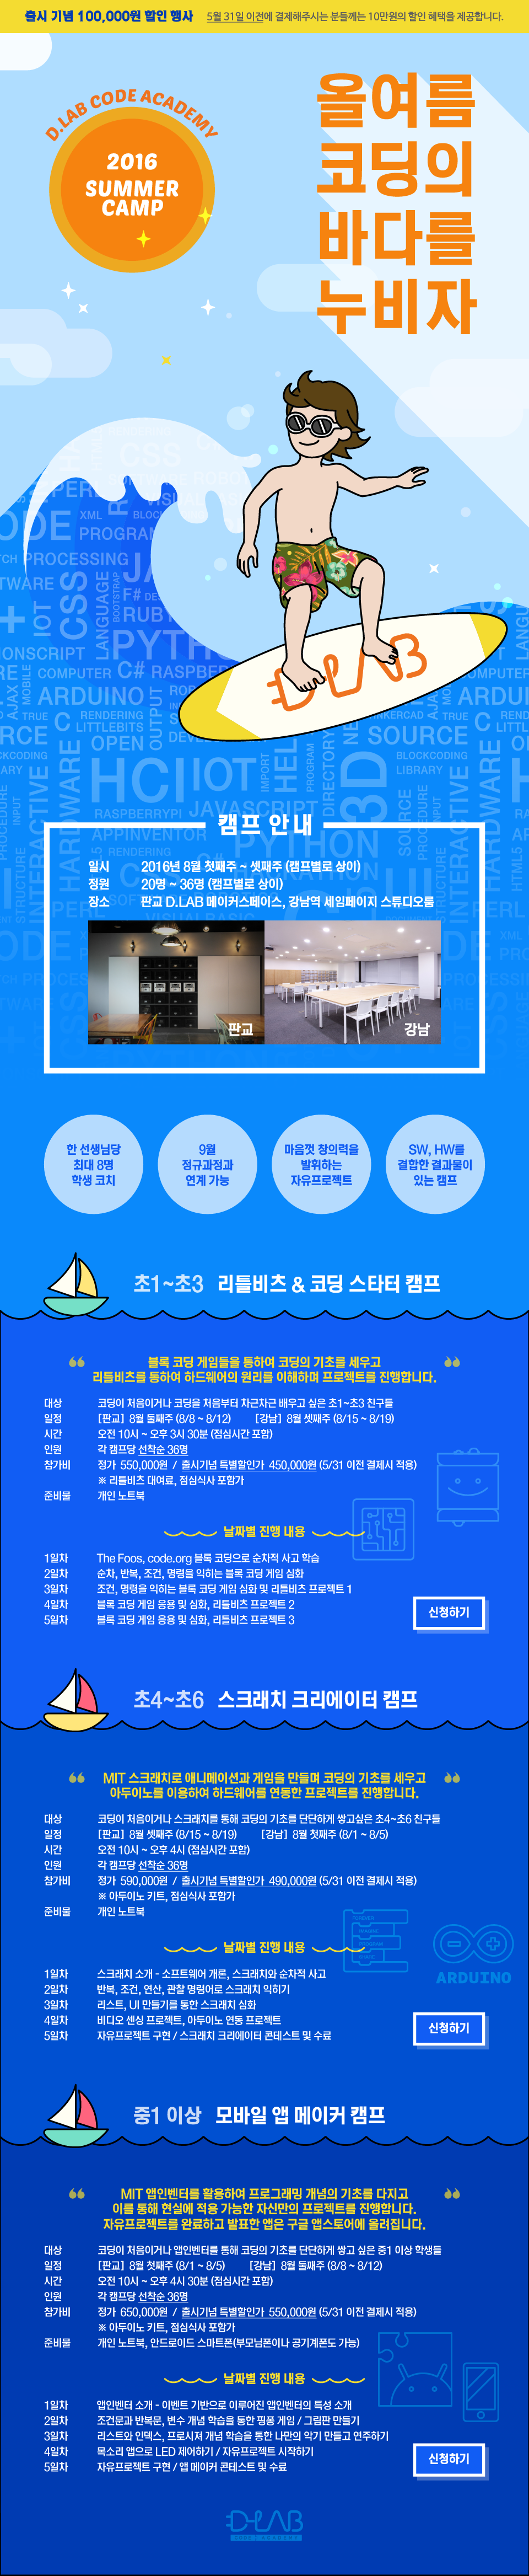 출시 기념 100,000원 할인 행사 5월 31일 이전에 결제해주시는 분들께는 10만원의 할인 혜택을 제공합니다.
D.LAB CODE ACADEMY
2016
SUMMER
CAMP
올여름
코딩의
바다를
누비자
CSS
XML
PROCESSING
LANGUAGE
BOOTSTRAP
IOT
CSS
F#
COMPUTER C# 
ARDUINO
AJAX
MOBILE
TRUE C RENDERING
LITTLEBITS
OPEN
OUTPUT
SOURCE
BLOCKCODING
LIBRARY
DIRECTORY
PROGRAM
IMPORT
HCI IOT
3D
HARDWARE
INTERACTIVE
RASPBERRYPI JAVASCRIPT
APPINVENTOR
PYTHON
RENDERING
DLAB
캠프 안내
일시 2016년 8월 첫째주 ~ 셋째주 (캠프별로 상이)
정원 20명 ~ 36명 (캠프별로 상이)
장소 판교 D.LAB 메이커스페이스, 강남역 세임페이지 스튜디오룸
판교
강남
한 선생님당
최대 8명
학생 코치
9월
정규과정과
연계 가능
마음껏 창의력을
발휘하는
자유프로젝트
SW, HW를
결합한 결과물이
있는 캠프
초1~초3 리틀비츠 & 코딩 스타터 캠프
“ 블록 코딩 게임들을 통하여 코딩의 기초를 세우고 ”
리틀비츠를 통하여 하드웨어의 원리를 이해하며 프로젝트를 진행합니다.
대상 코딩이 처음이거나 코딩을 처음부터 차근차근 배우고 싶은 초1~초3 친구들
일정 [판교] 8월 둘째주 (8/8 ~ 8/12) [강남] 8월 셋째주 (8/15 ~ 8/19)
시간 오전 10시 ~ 오후 3시 30분 (점심시간 포함)
인원 각 캠프당 선착순 36명
참가비 정가 550,000원 / 출시기념 특별할인가 450,000원 (5/31 이전 결제시 적용)
※ 리틀비츠 대여료, 점심식사 포함가
준비물 개인 노트북
날짜별 진행 내용
1일차 The Foos, code.org 블록 코딩으로 순차적 사고 학습
2일차 순차, 반복, 조건, 명령을 익히는 블록 코딩 게임 심화
3일차 조건, 명령을 익히는 블록 코딩 게임 심화 및 리틀비츠 프로젝트 1
4일차 블록 코딩 게임 응용 및 심화, 리틀비츠 프로젝트 2
5일차 블록 코딩 게임 응용 및 심화, 리틀비츠 프로젝트 3
신청하기
초4~초6 스크래치 크리에이터 캠프
“ MIT 스크래치로 애니메이션과 게임을 만들며 코딩의 기초를 세우고 ”
아두이노를 이용하여 하드웨어를 연동한 프로젝트를 진행합니다.
대상 코딩이 처음이거나 스크래치를 통해 코딩의 기초를 단단하게 쌓고싶은 초4~초6 친구들
일정 [판교] 8월 셋째주 (8/15 ~ 8/19) [강남] 8월 첫째주 (8/1 ~ 8/5)
시간 오전 10시 ~ 오후 4시 (점심시간 포함)
인원 각 캠프당 선착순 36명
참가비 정가 590,000원 / 출시기념 특별할인가 490,000원 (5/31 이전 결제시 적용)
※ 아두이노 키트, 점심식사 포함가
준비물 개인 노트북
ARDUINO
날짜별 진행 내용
1일차 스크래치 소개 - 소프트웨어 개론, 스크래치와 순차적 사고
2일차 반복, 조건, 연산, 관찰 명령어로 스크래치 익히기
3일차 리스트, UI 만들기를 통한 스크래치 심화
4일차 비디오 센싱 프로젝트, 아두이노 연동 프로젝트
5일차 자유프로젝트 구현 / 스크래치 크리에이터 콘테스트 및 수료
신청하기
중1 이상 모바일 앱 메이커 캠프
“ MIT 앱인벤터를 활용하여 프로그래밍 개념의 기초를 다지고 ”
이를 통해 현실에 적용 가능한 자신만의 프로젝트를 진행합니다.
자유프로젝트를 완료하고 발표한 앱은 구글 앱스토어에 올려집니다.
대상 코딩이 처음이거나 앱인벤터를 통해 코딩의 기초를 단단하게 쌓고 싶은 중1 이상 학생들
일정 [판교] 8월 첫째주 (8/1 ~ 8/5) [강남] 8월 둘째주 (8/8 ~ 8/12)
시간 오전 10시 ~ 오후 4시 30분 (점심시간 포함)
인원 각 캠프당 선착순 36명
참가비 정가 650,000원 / 출시기념 특별할인가 550,000원 (5/31 이전 결제시 적용)
※ 아두이노 키트, 점심식사 포함가
준비물 개인 노트북, 안드로이드 스마트폰(부모님폰이나 공기계폰도 가능)
날짜별 진행 내용
1일차 앱인벤터 소개 - 이벤트 기반으로 이루어진 앱인벤터의 특성 소개
2일차 조건문과 반복문, 변수 개념 학습을 통한 핑퐁 게임 / 그림판 만들기
3일차 리스트와 인덱스, 프로시저 개념 학습을 통한 나만의 악기 만들고 연주하기
4일차 목소리 앱으로 LED 제어하기 / 자유프로젝트 시작하기
5일차 자유프로젝트 구현 / 앱 메이커 콘테스트 및 수료
신청하기
D-LAB
CODE ACADEMY